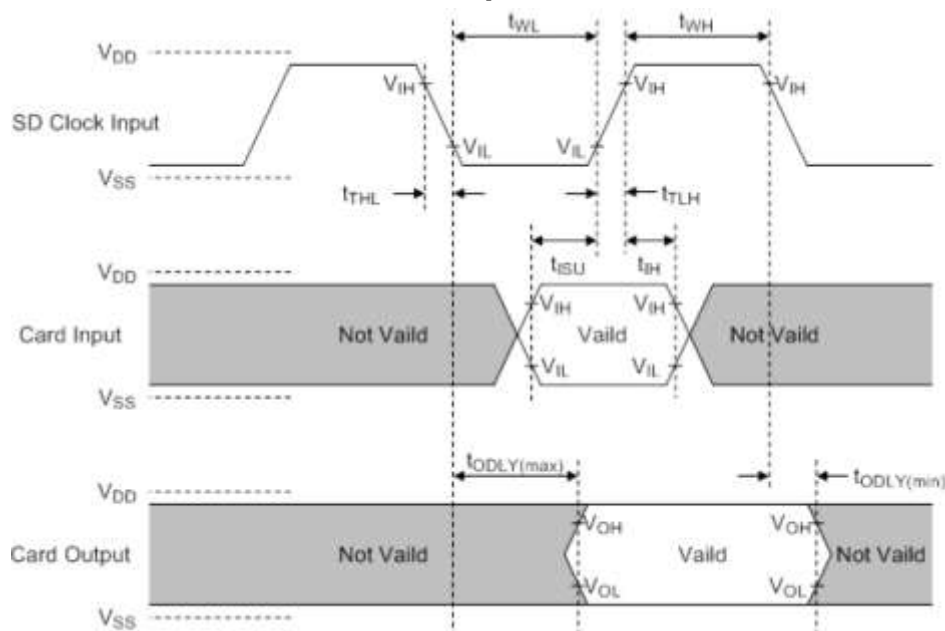 tWL
tWH
VDD
VIH
VIH
VIH
SD Clock Input
VIL
VIL
VSS
tTHL
tTLH
tISU
tIH
VDD
VIH
VIH
Card Input
Not Vaild
Vaild
Not Vaild
VIL
VIL
VSS
tODLY(max)
tODLY(min)
VDD
VOH
VOH
Card Output
Not Vaild
Vaild
Not Vaild
VOL
VOL
VSS